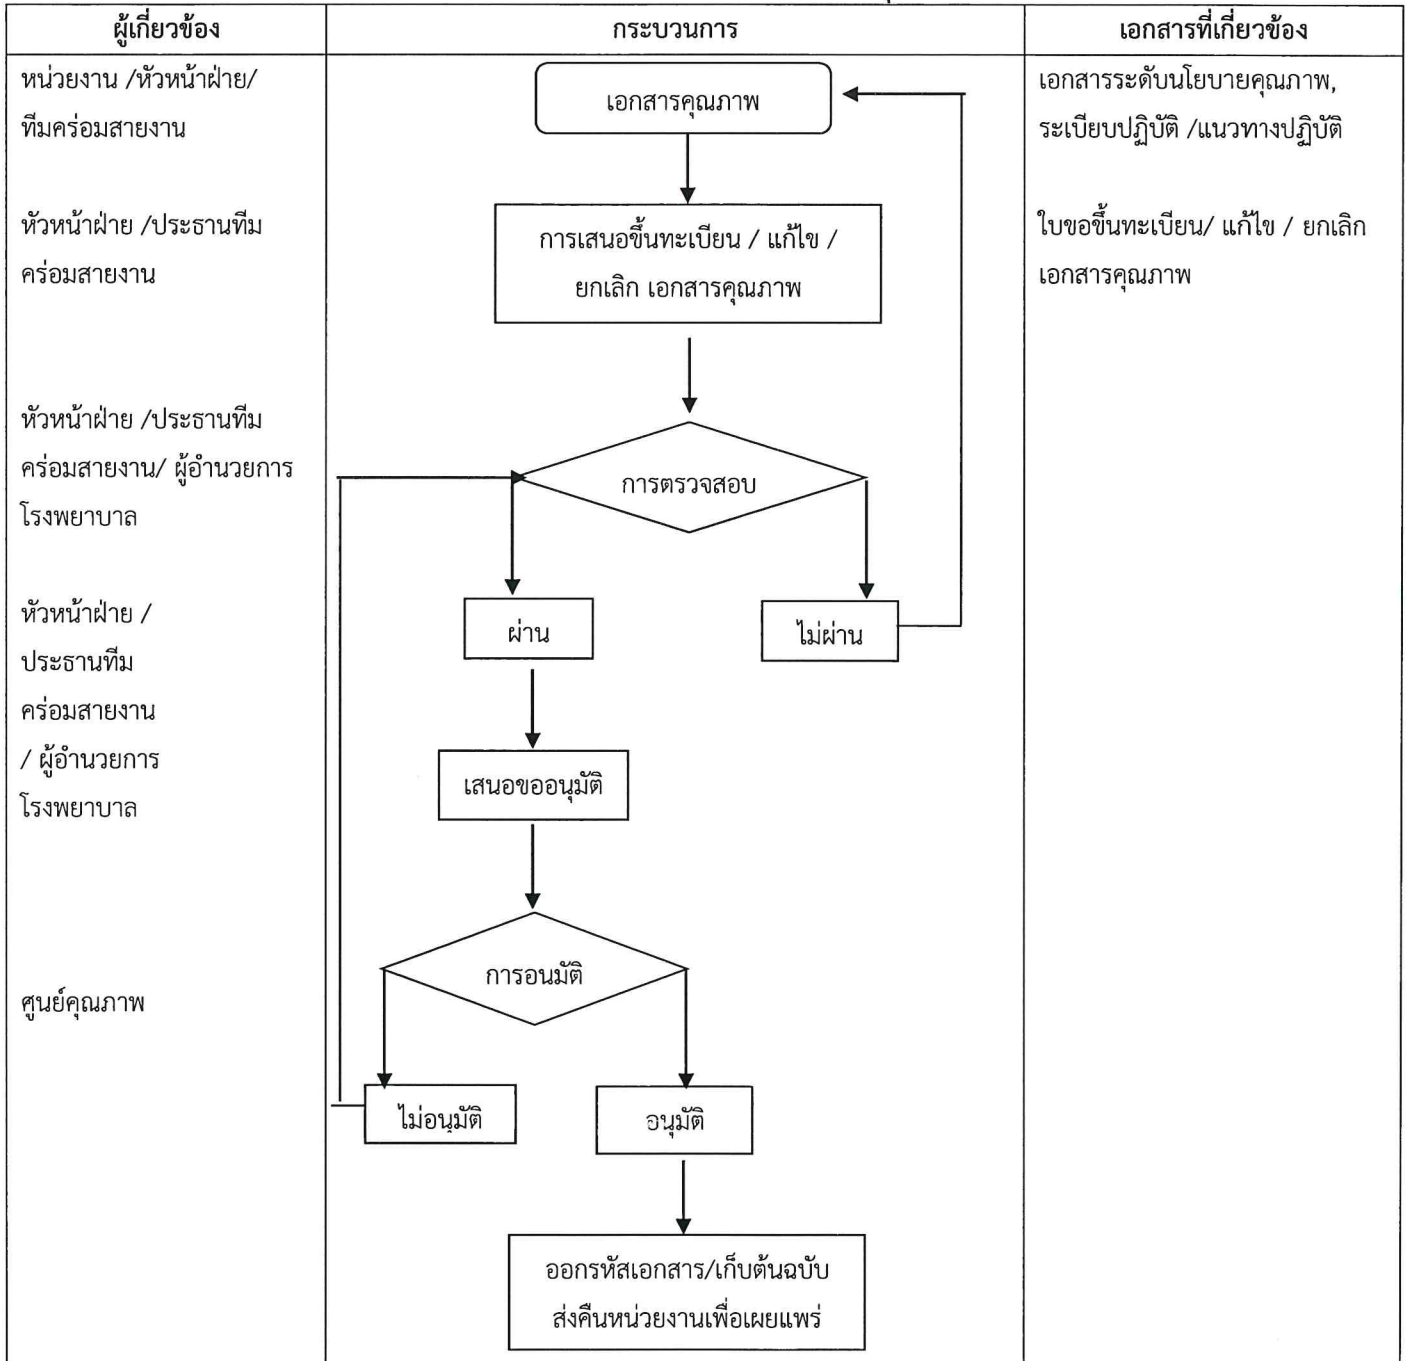 ผู้เกี่ยวข้อง
กระบวนการ
เอกสารที่เกี่ยวข้อง
หน่วยงาน /หัวหน้าฝ่าย/
ทีมคร่อมสายงาน
เอกสารคุณภาพ
เอกสารระดับนโยบายคุณภาพ,
ระเบียบปฏิบัติ /แนวทางปฏิบัติ
หัวหน้าฝ่าย /ประธานทีม
คร่อมสายงาน
การเสนอขึ้นทะเบียน / แก้ไข /
ยกเลิก เอกสารคุณภาพ
ใบขอขึ้นทะเบียน/ แก้ไข / ยกเลิก
เอกสารคุณภาพ
หัวหน้าฝ่าย /ประธานทีม
คร่อมสายงาน/ ผู้อำนวยการ
โรงพยาบาล
การตรวจสอบ
หัวหน้าฝ่าย /
ประธานทีม
คร่อมสายงาน
/ ผู้อำนวยการ
โรงพยาบาล
ผ่าน
ไม่ผ่าน
เสนอขออนุมัติ
การอนมัติ
ศูนย์คุณภาพ
ไม่อนุมัติ
อนุมัติ
ออกรหัสเอกสาร/เก็บต้นฉบับ
ส่งคืนหน่วยงานเพื่อเผยแพร่